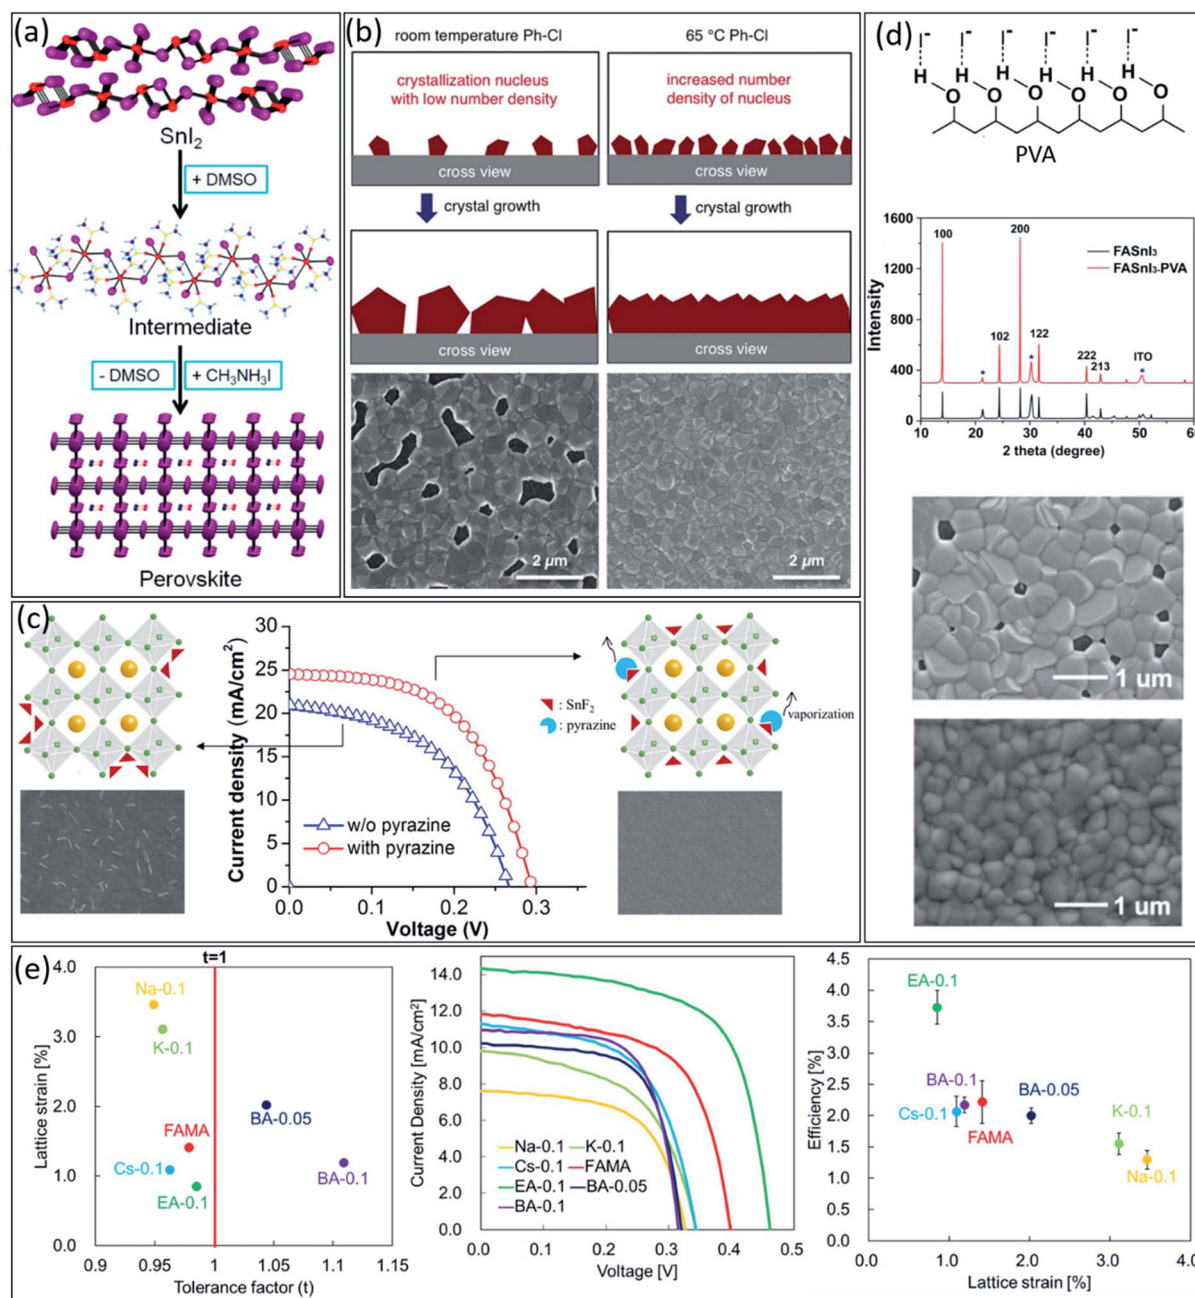 (a)
SnI2
+ DMSO
Intermediate
- DMSO
+ CH3NH3I
Perovskite
(b)
room temperature Ph-Cl
65 °C Ph-Cl
crystallization nucleus
with low number density
increased number
density of nucleus
cross view
cross view
crystal growth
crystal growth
cross view
cross view
2 μm
2 μm
(c)
30
25
20
15
10
5
0
Current density (mA/cm²)
w/o pyrazine
with pyrazine
0.0
0.1
0.2
0.3
Voltage (V)
: SnF2
: pyrazine
vaporization
(d)
I- I- I- I- I- I-
H H H H H H
O O O O O O
PVA
1600
1200
800
400
0
Intensity
100
200
FASnI3
FASnI3-PVA
102
122
222
213
ITO
*
*
*
10 20 30 40 50 60
2 theta (degree)
1 um
1 um
(e)
t=1
4.0
3.0
2.0
1.0
0.0
Lattice strain [%]
Na-0.1
K-0.1
BA-0.05
FAMA
Cs-0.1
EA-0.1
BA-0.1
0.9 0.95 1 1.05 1.1 1.15
Tolerance factor (t)
14.0
12.0
10.0
8.0
6.0
4.0
2.0
0.0
Current Density [mA/cm²]
Na-0.1 K-0.1
Cs-0.1 FAMA
EA-0.1 BA-0.05
BA-0.1
0.0 0.1 0.2 0.3 0.4 0.5
Voltage [V]
4.5
4.0
3.5
3.0
2.5
2.0
1.5
1.0
0.5
0.0
Efficiency [%]
EA-0.1
BA-0.1
BA-0.05
Cs-0.1
FAMA
K-0.1
Na-0.1
0.0 1.0 2.0 3.0 4.0
Lattice strain [%]